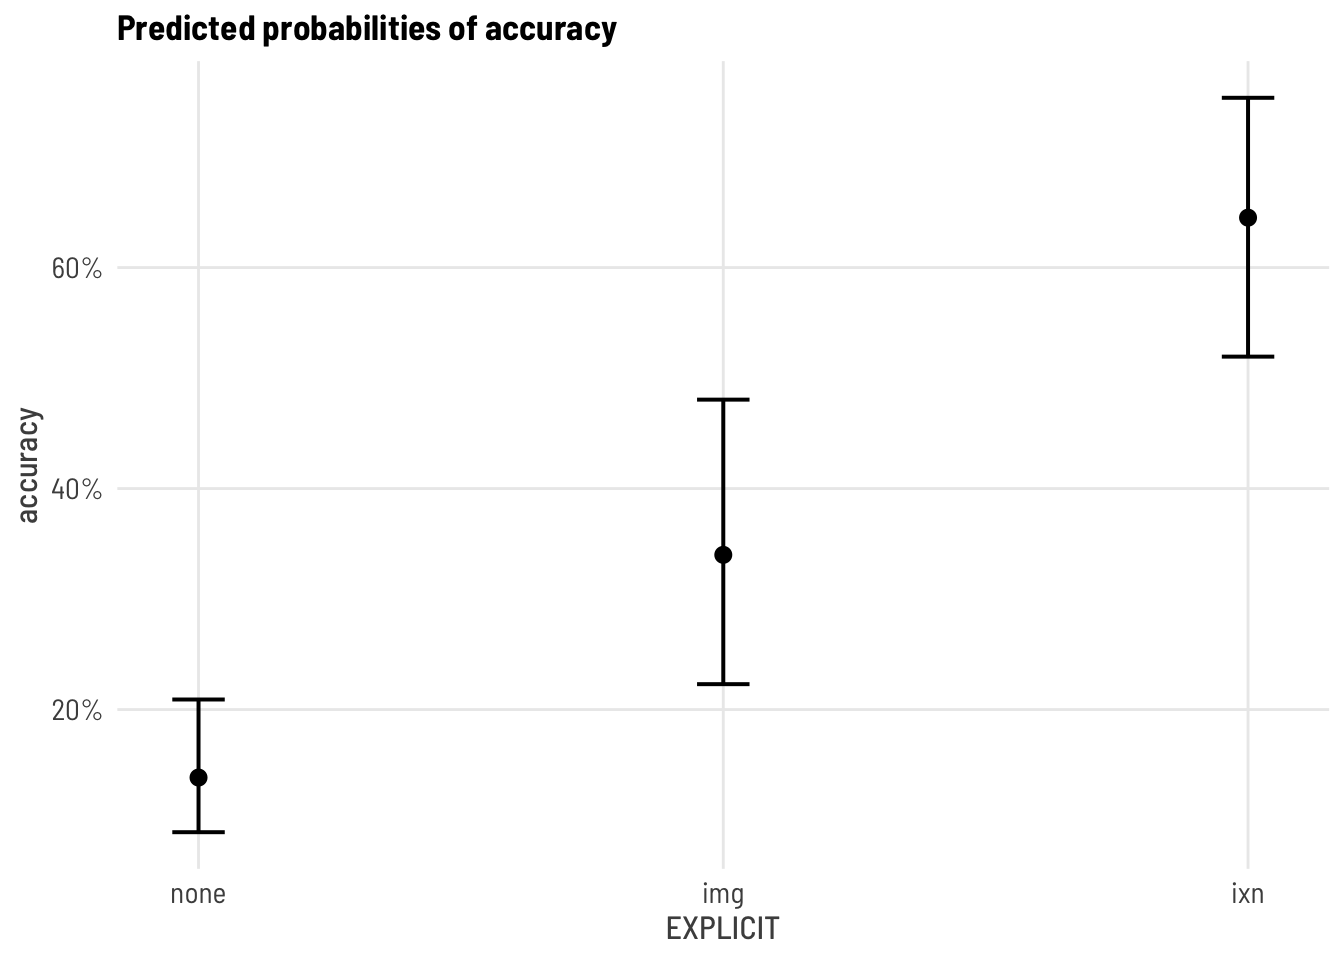 Predicted probabilities of accuracy
accuracy
60%
40%
20%
none
img
ixn
EXPLICIT